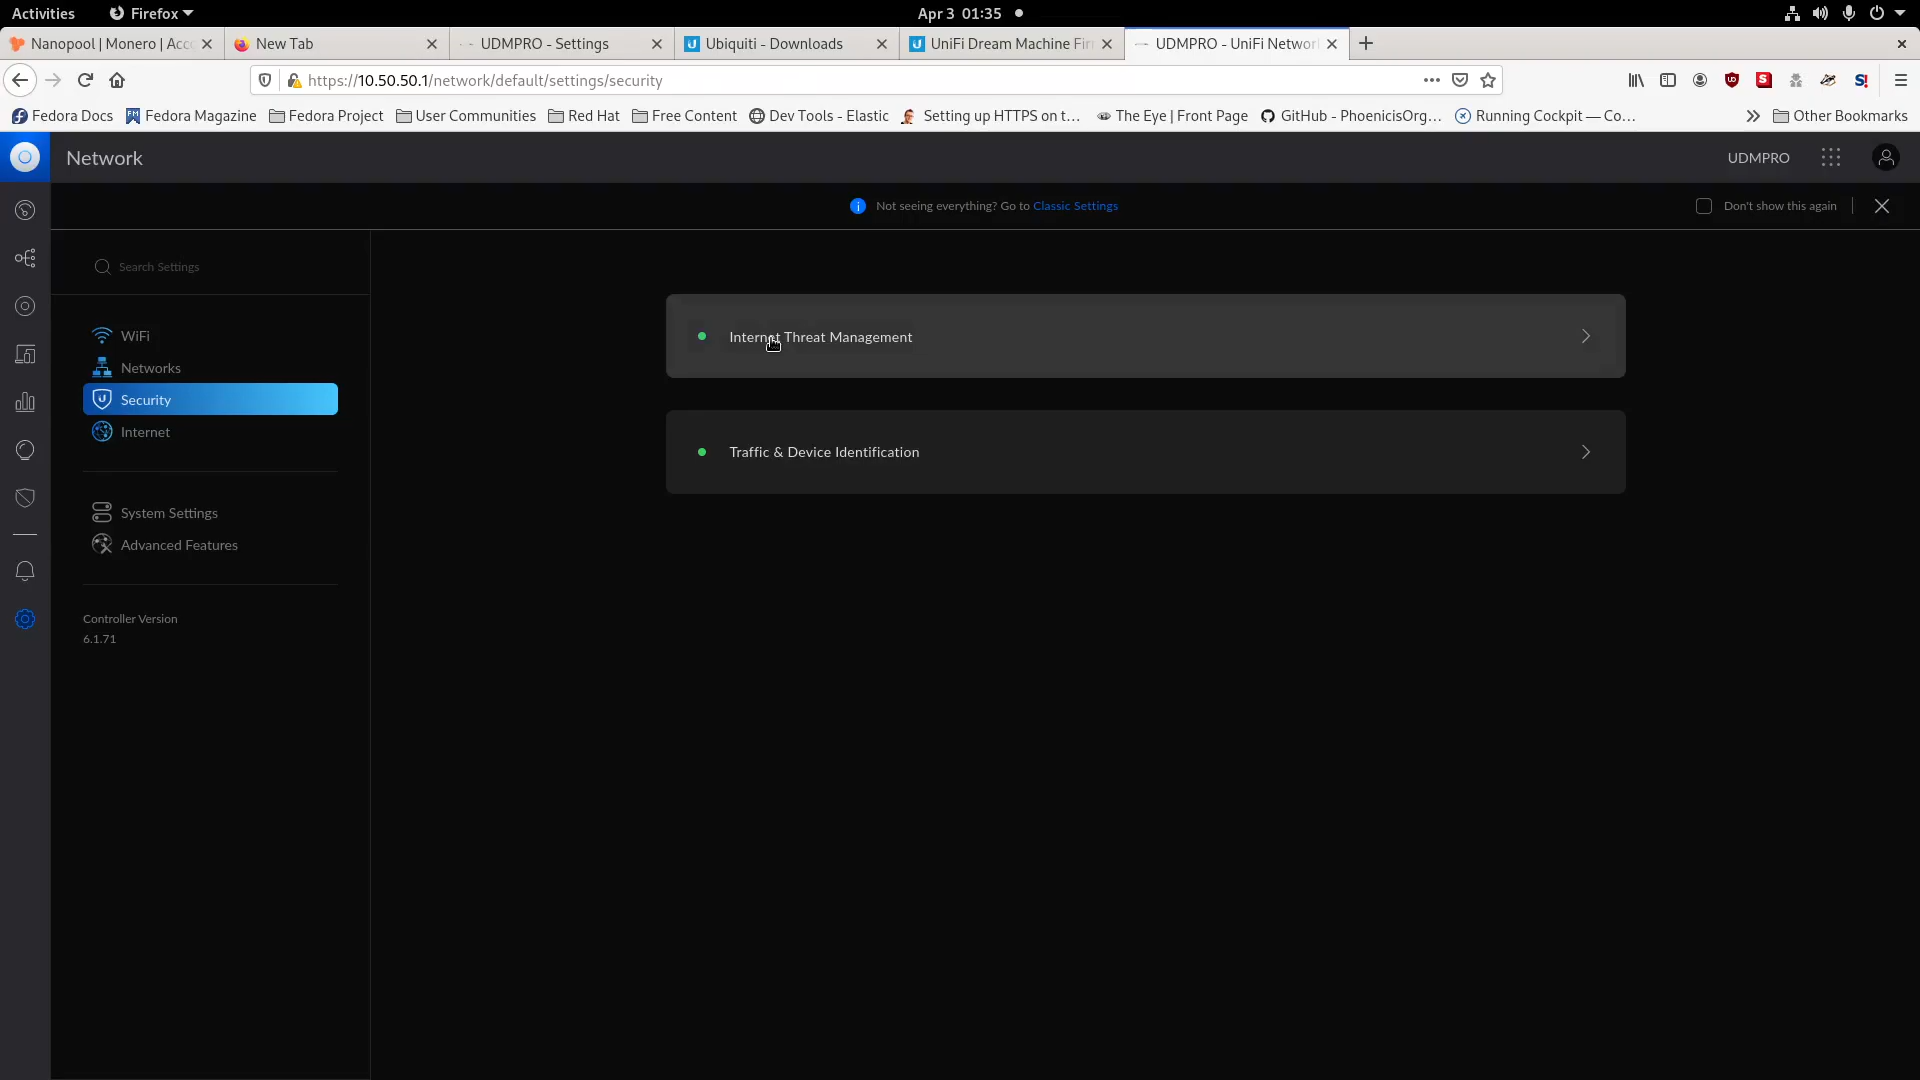 Activities Firefox Apr 3 01:35
Nanopool | Monero | Acc New Tab UDMPRO - Settings Ubiquiti - Downloads UniFi Dream Machine Fir UDMPRO - UniFi Networ
https://10.50.50.1/network/default/settings/security
Fedora Docs Fedora Magazine Fedora Project User Communities Red Hat Free Content Dev Tools - Elastic Setting up HTTPS on t... The Eye | Front Page GitHub - PhoenicisOrg... Running Cockpit — Co... Other Bookmarks
Network UDMPRO
Not seeing everything? Go to Classic Settings Don't show this again
Search Settings
WiFi
Networks
Security
Internet
System Settings
Advanced Features
Controller Version
6.1.71
Internet Threat Management
Traffic & Device Identification